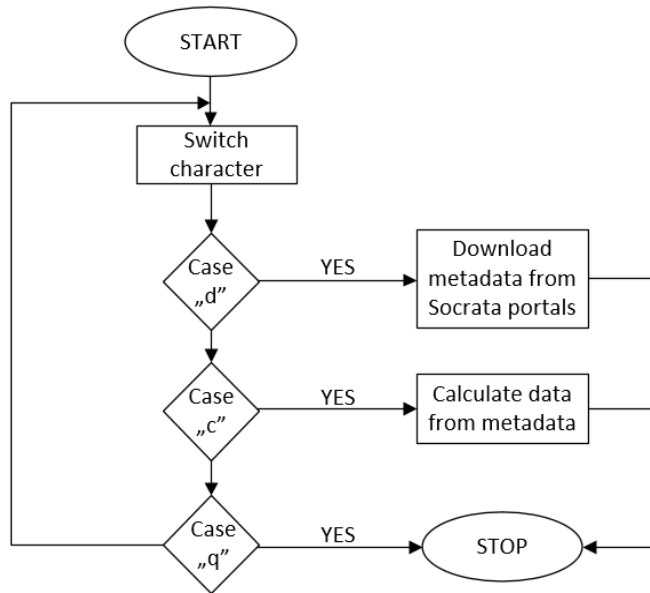 START
Switch
character
Case
„d”
YES
Download
metadata from
Socrata portals
Case
„c”
YES
Calculate data
from metadata
Case
„q”
YES
STOP